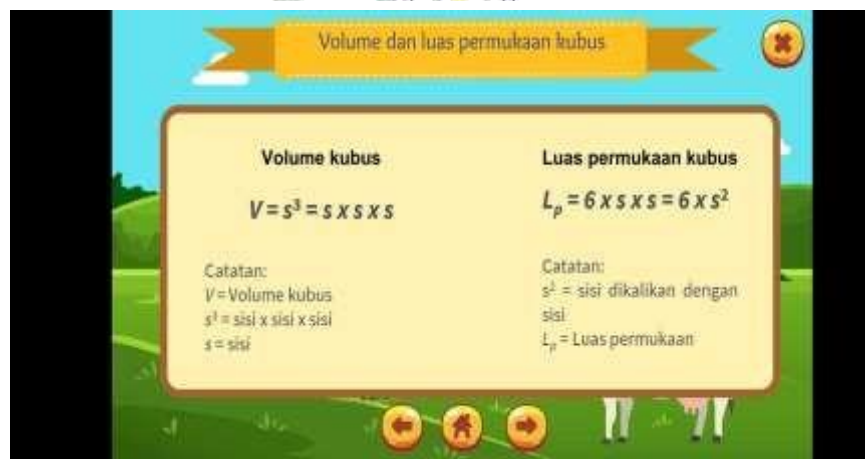 Volume dan luas permukaan kubus
Volume kubus
V = s³ = s x s x s
Catatan:
V = Volume kubus
s³ = sisi x sisi x sisi
s = sisi
Luas permukaan kubus
Lₚ = 6 x s x s = 6 x s²
Catatan:
s² = sisi dikalikan dengan
sisi
Lₚ = Luas permukaan